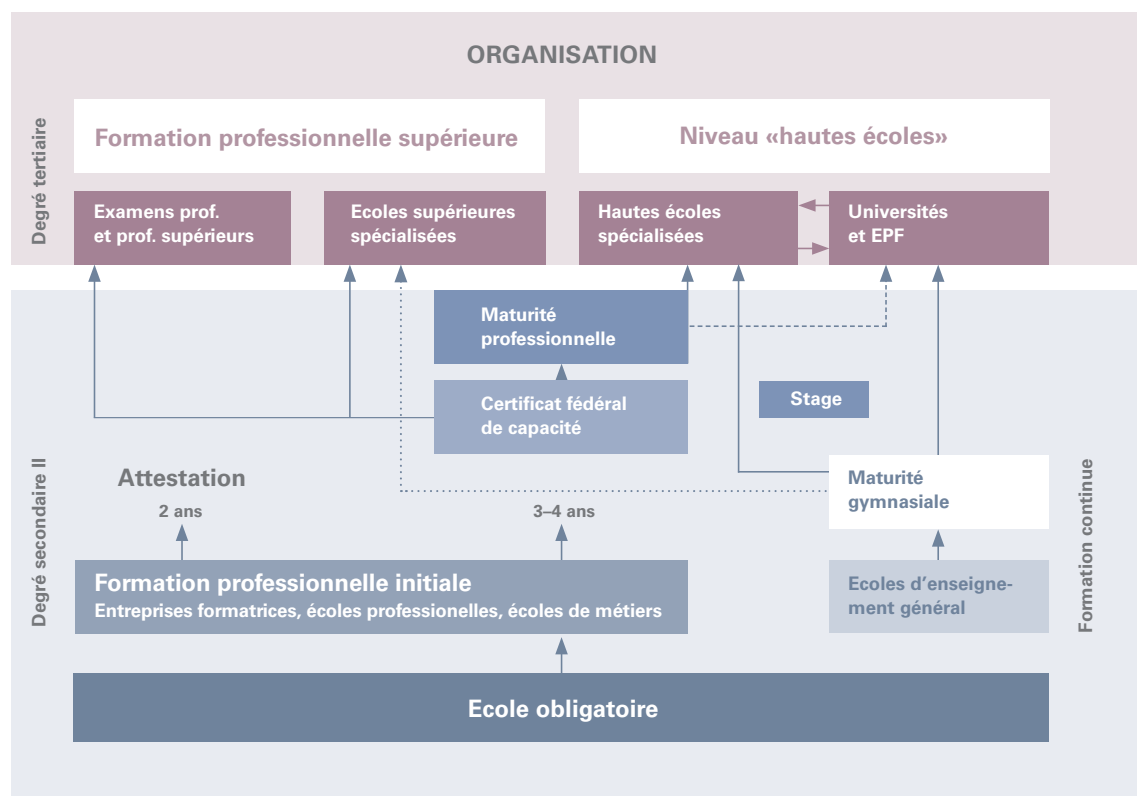 ORGANISATION
Degré tertiaire
Formation professionnelle supérieure
Niveau «hautes écoles»
Examens prof.
et prof. supérieurs
Ecoles supérieures
spécialisées
Hautes écoles
spécialisées
Universités
et EPF
Maturité
professionnelle
Certificat fédéral
de capacité
Stage
Degré secondaire II
Attestation
2 ans
3–4 ans
Maturité
gymnasiale
Formation continue
Formation professionnelle initiale
Entreprises formatrices, écoles professionelles, écoles de métiers
Ecoles d'enseigne-
ment général
Ecole obligatoire